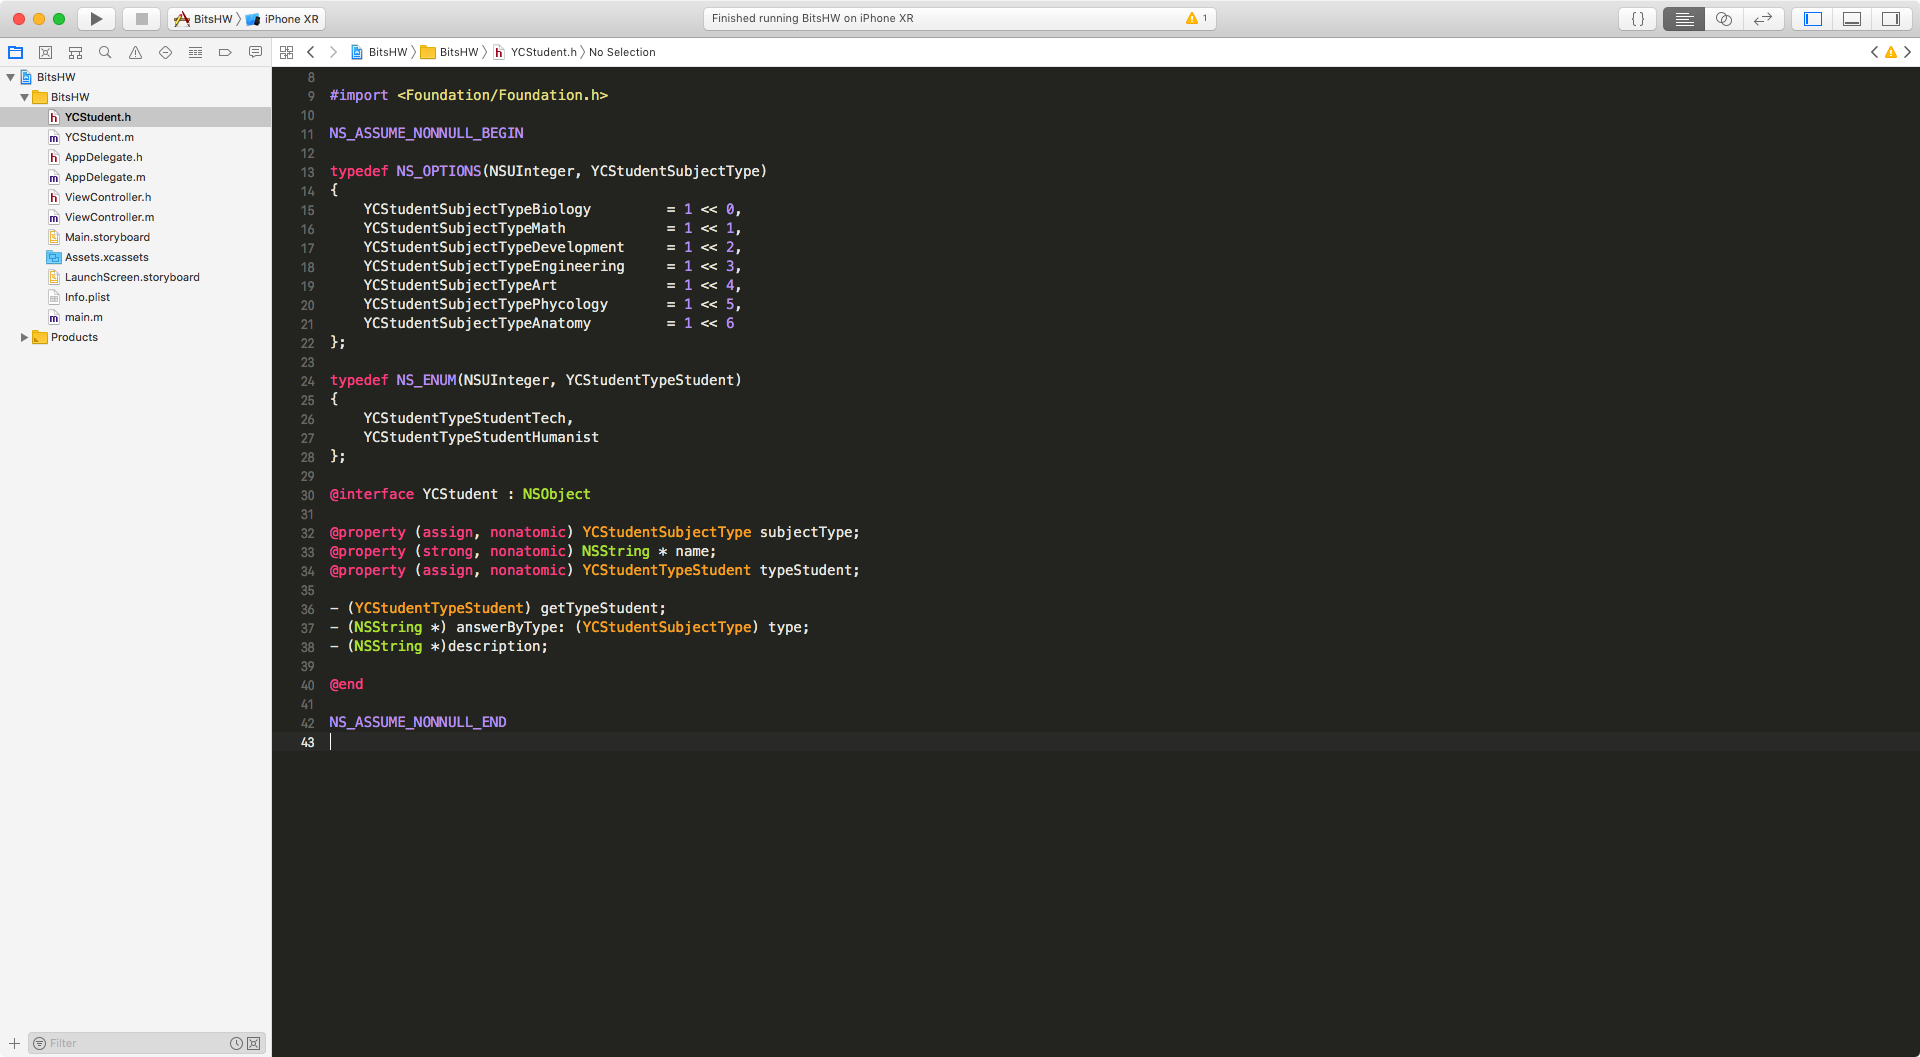 BitsHW 〉 iPhone XR
Finished running BitsHW on iPhone XR
1
{ }
BitsHW 〉 BitsHW 〉 h YCStudent.h 〉 No Selection
BitsHW
BitsHW
h YCStudent.h
m YCStudent.m
h AppDelegate.h
m AppDelegate.m
h ViewController.h
m ViewController.m
Main.storyboard
Assets.xcassets
LaunchScreen.storyboard
Info.plist
m main.m
Products
Filter
8
9 #import <Foundation/Foundation.h>
10
11 NS_ASSUME_NONNULL_BEGIN
12
13 typedef NS_OPTIONS(NSUInteger, YCStudentSubjectType)
14 {
15 YCStudentSubjectTypeBiology = 1 << 0,
16 YCStudentSubjectTypeMath = 1 << 1,
17 YCStudentSubjectTypeDevelopment = 1 << 2,
18 YCStudentSubjectTypeEngineering = 1 << 3,
19 YCStudentSubjectTypeArt = 1 << 4,
20 YCStudentSubjectTypePhycology = 1 << 5,
21 YCStudentSubjectTypeAnatomy = 1 << 6
22 };
23
24 typedef NS_ENUM(NSUInteger, YCStudentTypeStudent)
25 {
26 YCStudentTypeStudentTech,
27 YCStudentTypeStudentHumanist
28 };
29
30 @interface YCStudent : NSObject
31
32 @property (assign, nonatomic) YCStudentSubjectType subjectType;
33 @property (strong, nonatomic) NSString * name;
34 @property (assign, nonatomic) YCStudentTypeStudent typeStudent;
35
36 - (YCStudentTypeStudent) getTypeStudent;
37 - (NSString *) answerByType: (YCStudentSubjectType) type;
38 - (NSString *)description;
39
40 @end
41
42 NS_ASSUME_NONNULL_END
43